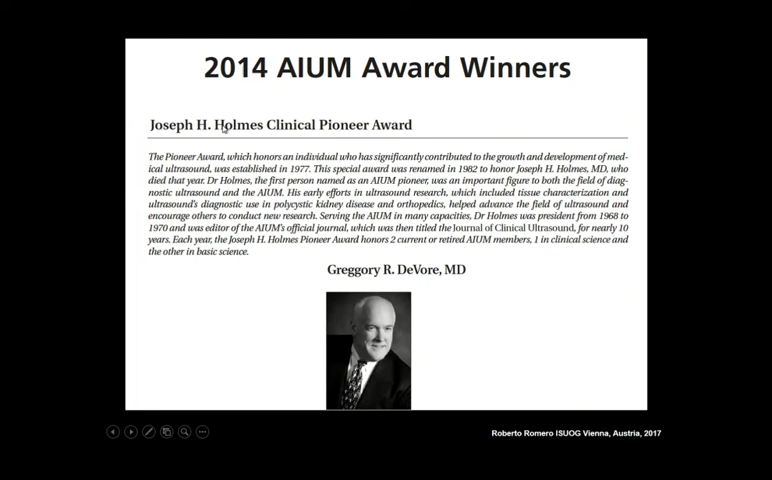 2014 AIUM Award Winners
Joseph H. Holmes Clinical Pioneer Award
The Pioneer Award, which honors an individual who has significantly contributed to the growth and development of med-
ical ultrasound, was established in 1977. This special award was renamed in 1982 to honor Joseph H. Holmes, MD, who
died that year. Dr Holmes, the first person named as an AIUM pioneer, was an important figure to both the field of diag-
nostic ultrasound and the AIUM. His early efforts in ultrasound research, which included tissue characterization and
ultrasound's diagnostic use in polycystic kidney disease and orthopedics, helped advance the field of ultrasound and
encourage others to conduct new research. Serving the AIUM in many capacities, Dr Holmes was president from 1968 to
1970 and was editor of the AIUM's official journal, which was then titled the Journal of Clinical Ultrasound, for nearly 10
years. Each year, the Joseph H. Holmes Pioneer Award honors 2 current or retired AIUM members, 1 in clinical science and
the other in basic science.
Greggory R. DeVore, MD
Roberto Romero ISUOG Vienna, Austria, 2017